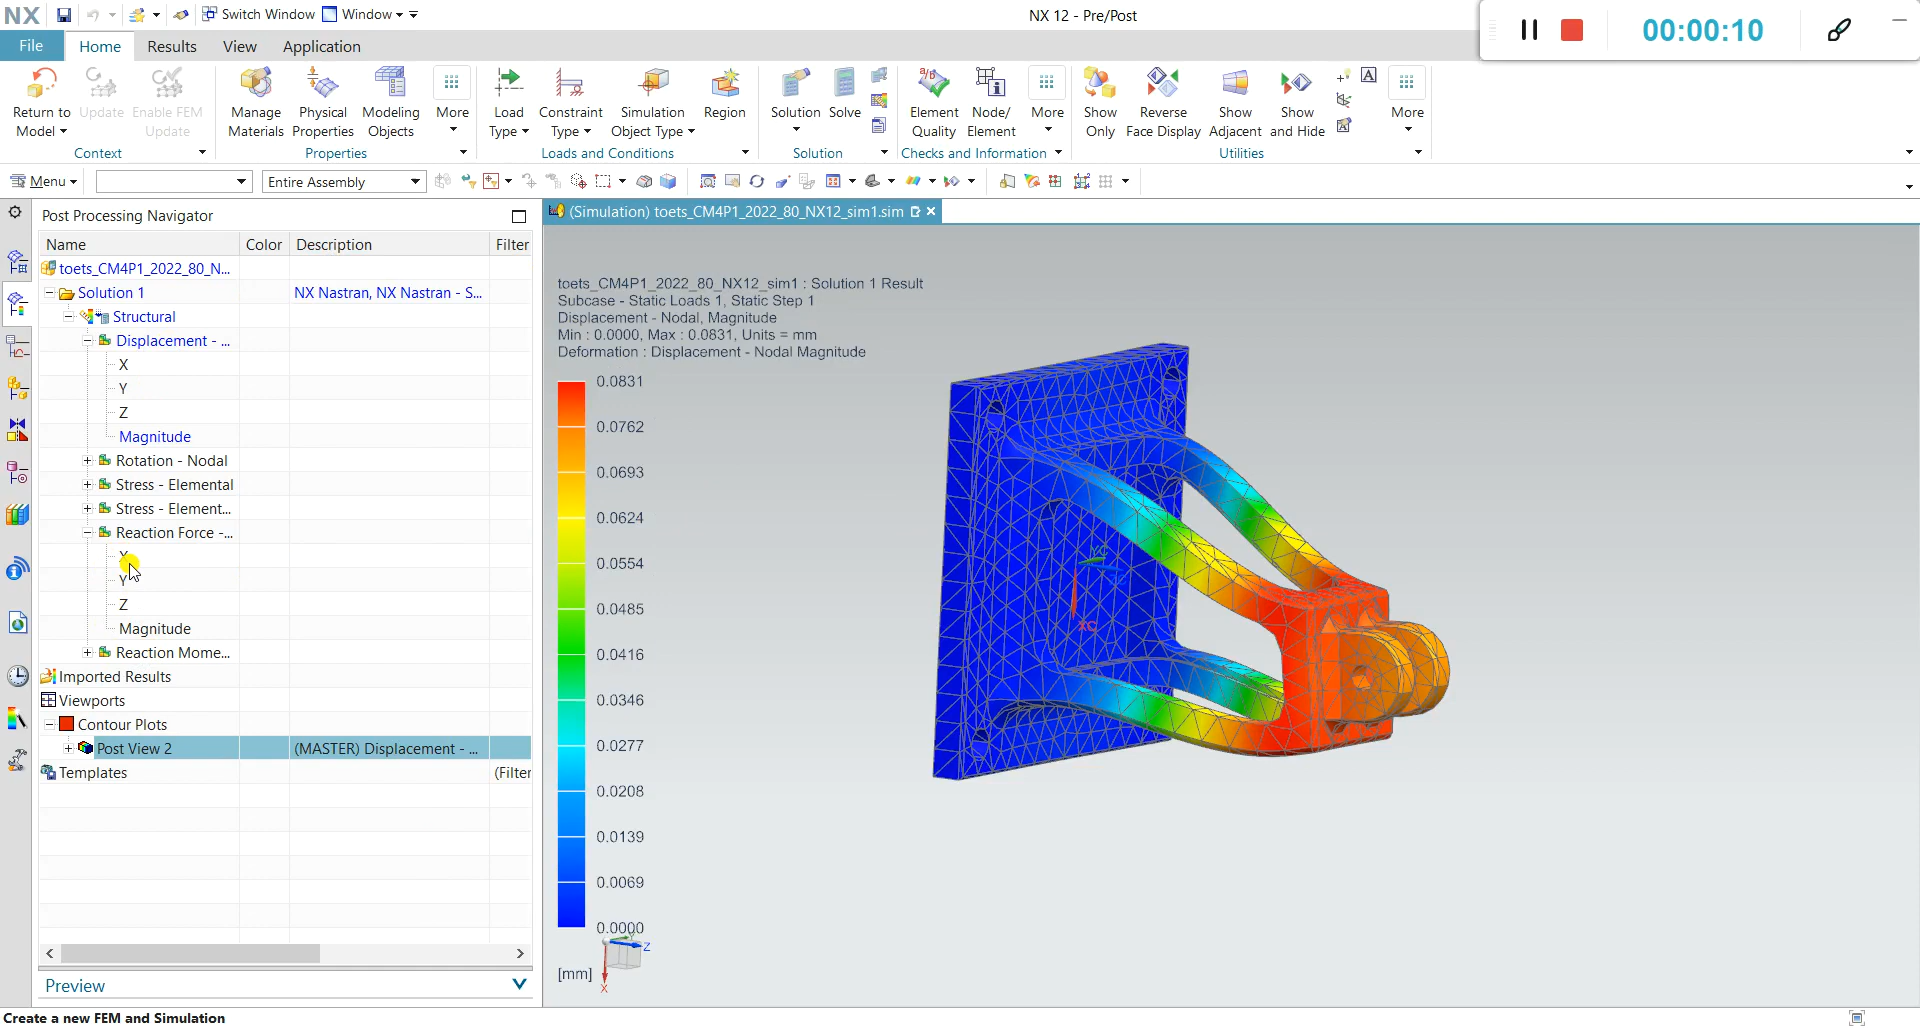 NX
Switch Window
Window
NX 12 - Pre/Post
00:00:10
File
Home
Results
View
Application
Return to Model
Update
Enable FEM Update
Manage Materials
Physical Properties
Modeling Objects
More
Load Type
Constraint Type
Simulation Object Type
Region
Solution
Solve
Element Quality
Node/ Element
More
Show Only
Reverse Face Display
Show Adjacent
Show and Hide
More
Context
Properties
Loads and Conditions
Solution
Checks and Information
Utilities
Menu
Entire Assembly
Post Processing Navigator
(Simulation) toets_CM4P1_2022_80_NX12_sim1.sim
Name
Color
Description
Filter
toets_CM4P1_2022_80_N...
Solution 1
NX Nastran, NX Nastran - S...
Structural
Displacement - ...
X
Y
Z
Magnitude
Rotation - Nodal
Stress - Elemental
Stress - Element...
Reaction Force -...
X
Y
Z
Magnitude
Reaction Mome...
Imported Results
Viewports
Contour Plots
Post View 2
(MASTER) Displacement - ...
Templates
(Filter
Preview
Create a new FEM and Simulation
toets_CM4P1_2022_80_NX12_sim1 : Solution 1 Result
Subcase - Static Loads 1, Static Step 1
Displacement - Nodal, Magnitude
Min : 0.0000, Max : 0.0831, Units = mm
Deformation : Displacement - Nodal Magnitude
0.0831
0.0762
0.0693
0.0624
0.0554
0.0485
0.0416
0.0346
0.0277
0.0208
0.0139
0.0069
0.0000
[mm]
Y
Z
X
YC
XC